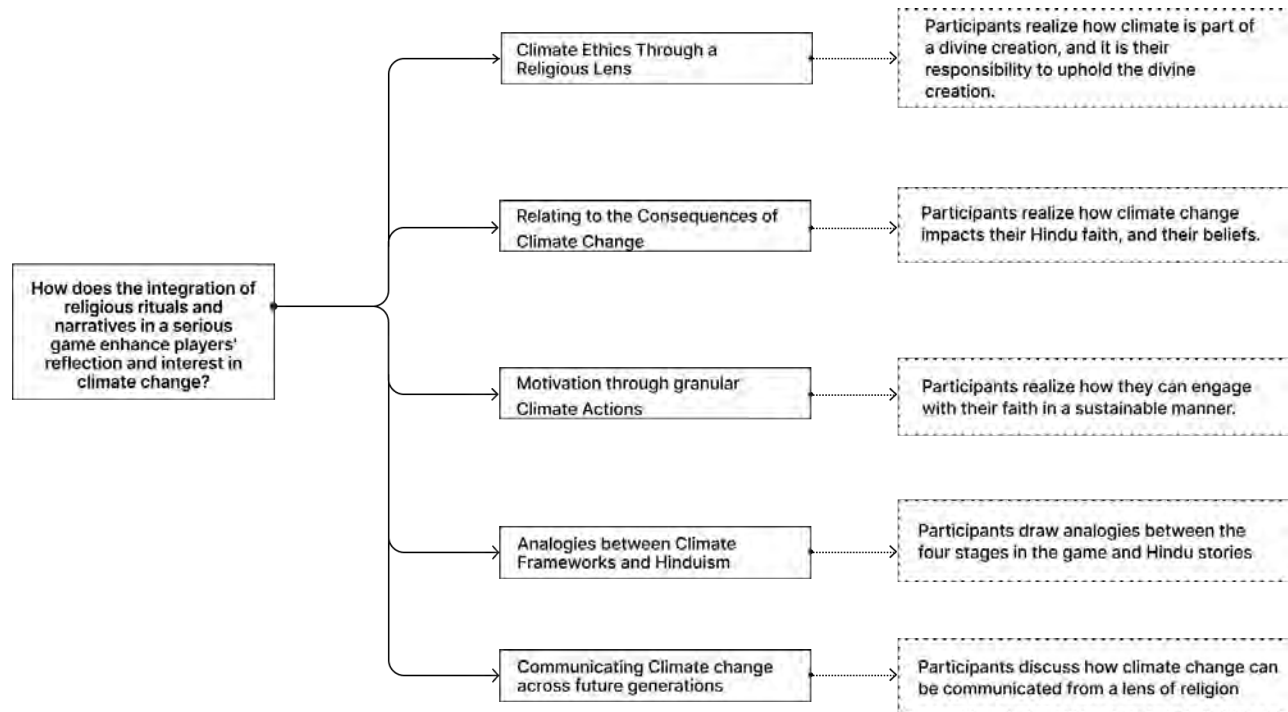 How does the integration of
religious rituals and
narratives in a serious
game enhance players'
reflection and interest in
climate change?
Climate Ethics Through a
Religious Lens
Participants realize how climate is part of
a divine creation, and it is their
responsibility to uphold the divine
creation.
Relating to the Consequences of
Climate Change
Participants realize how climate change
impacts their Hindu faith, and their beliefs.
Motivation through granular
Climate Actions
Participants realize how they can engage
with their faith in a sustainable manner.
Analogies between Climate
Frameworks and Hinduism
Participants draw analogies between the
four stages in the game and Hindu stories
Communicating Climate change
across future generations
Participants discuss how climate change can
be communicated from a lens of religion